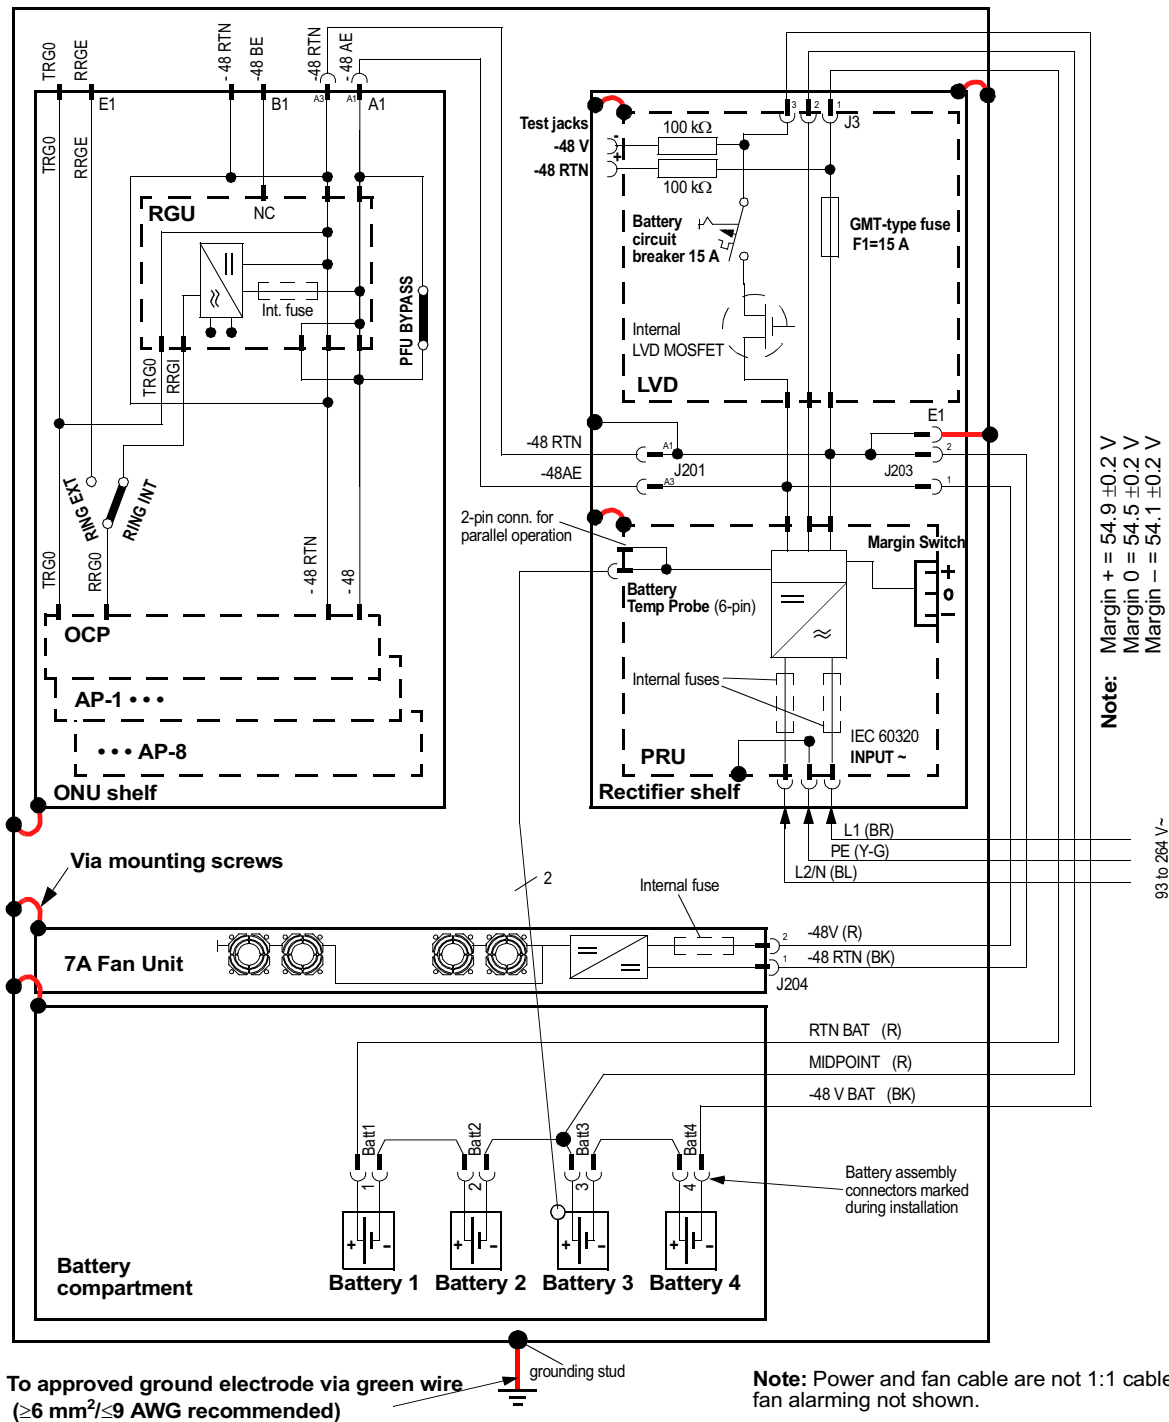 TRG0
RRGE
-48 RTN
-48 BE
-48 RTN
-48 AE
E1
B1
A3
A1
A1
TRG0
RRGE
RGU
NC
Int. fuse
PFU BYPASS
TRG0
RRGI
RING EXT
RING INT
TRG0
RRG0
-48 RTN
-48
OCP
AP-1 • • •
• • • AP-8
ONU shelf
Test jacks
-48 V
-48 RTN
-
+
100 kΩ
100 kΩ
3
2
1
J3
Battery
circuit
breaker 15 A
GMT-type fuse
F1=15 A
Internal
LVD MOSFET
LVD
E1
-48 RTN
A1
J201
J203
2
-48AE
A3
1
2-pin conn. for
parallel operation
Margin Switch
+
0
–
Battery
Temp Probe (6-pin)
Internal fuses
IEC 60320
INPUT ~
PRU
Rectifier shelf
Note: Margin + = 54.9 ±0.2 V
Margin 0 = 54.5 ±0.2 V
Margin – = 54.1 ±0.2 V
L1 (BR)
PE (Y-G)
L2/N (BL)
93 to 264 V~
Via mounting screws
2
Internal fuse
7A Fan Unit
2
-48V (R)
1
-48 RTN (BK)
J204
RTN BAT (R)
MIDPOINT (R)
-48 V BAT (BK)
Batt1
Batt2
Batt3
Batt4
1
2
3
4
Battery assembly
connectors marked
during installation
+ -
+ -
+ -
+ -
Battery 1
Battery 2
Battery 3
Battery 4
Battery
compartment
grounding stud
To approved ground electrode via green wire
(≥6 mm²/≤9 AWG recommended)
Note: Power and fan cable are not 1:1 cable
fan alarming not shown.